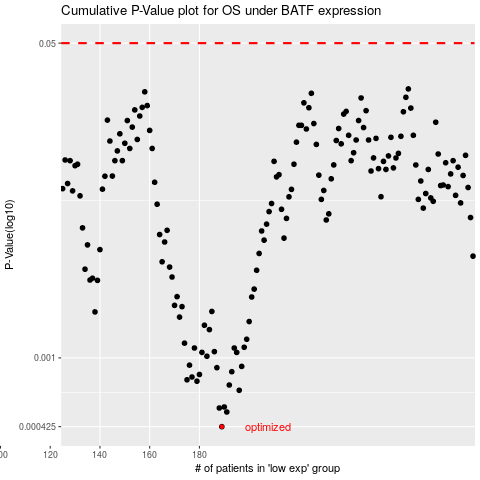 Cumulative P-Value plot for OS under BATF expression
0.05
P-Value(log10)
0.001
0.000425
optimized
00 120 140 160 180
# of patients in 'low exp' group